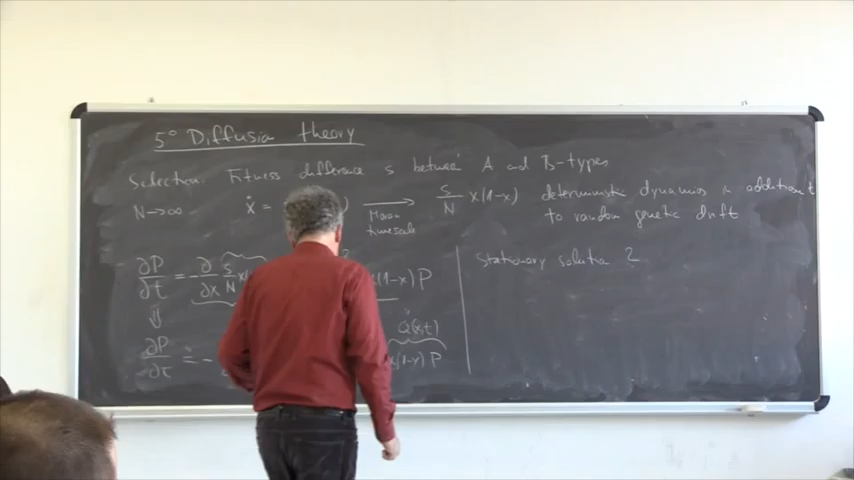 5° Diffusion theory
Selection. Fitness difference s between A and B-types
N→∞ ẋ = ) → Moran timescale s/N x(1-x) deterministic dynamics in addition t
to random genetic drift
∂P/∂t = - ∂/∂x s/N x( x(1-x)P
Stationary solution ?
⇓
Q(x,t)
∂P/∂τ = - x(1-x)P